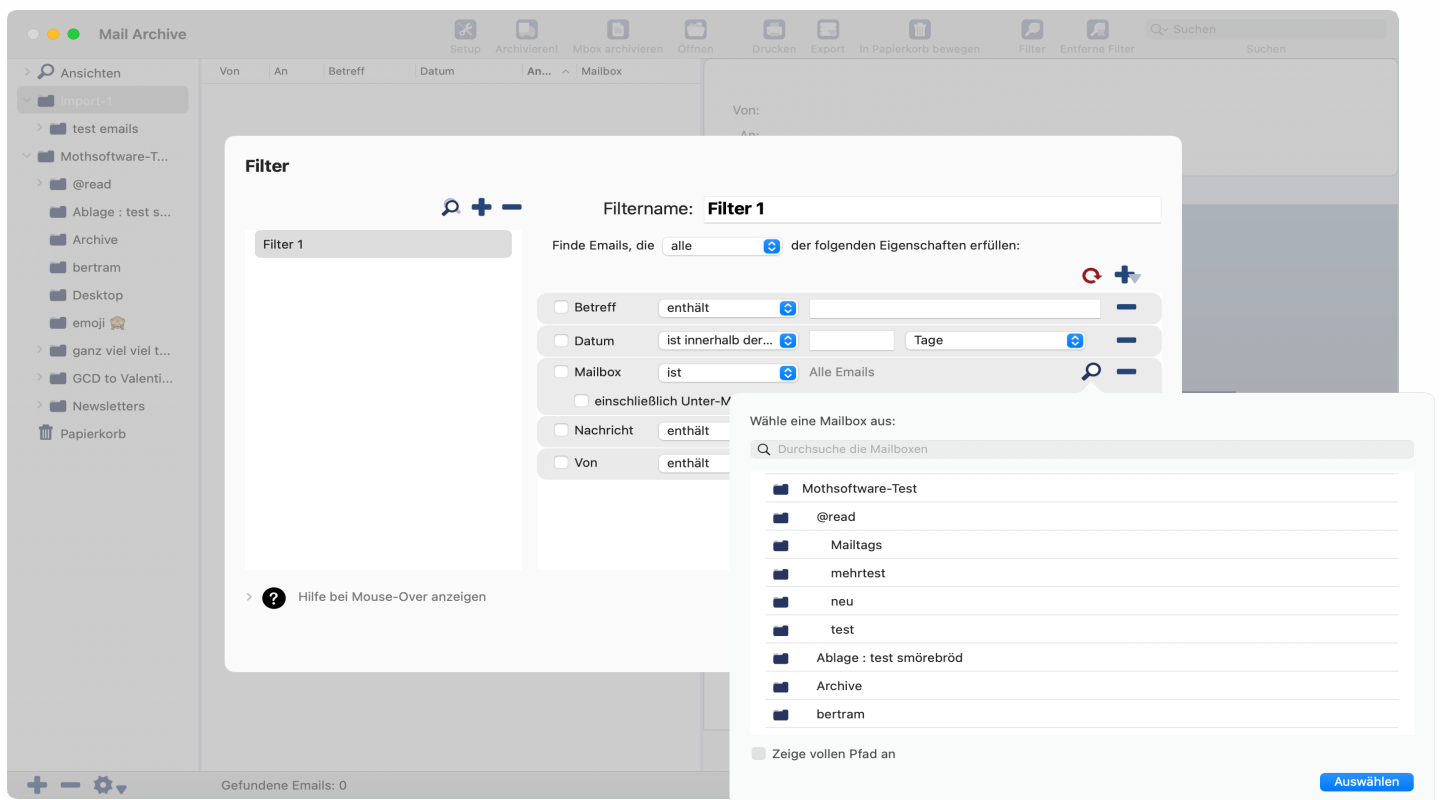 Mail Archive
Setup
Archivieren!
Mbox archivieren
Öffnen
Drucken
Export
In Papierkorb bewegen
Filter
Entferne Filter
Suchen
Suchen
Ansichten
Import-1
test emails
Mothsoftware-T...
@read
Ablage : test s...
Archive
bertram
Desktop
emoji 🙊
ganz viel viel t...
GCD to Valenti...
Newsletters
Papierkorb
Von
An
Betreff
Datum
An...
Mailbox
Von:
An:
Filter
Filter 1
Filtername: Filter 1
Finde Emails, die alle der folgenden Eigenschaften erfüllen:
Betreff enthält
Datum ist innerhalb der... Tage
Mailbox ist Alle Emails
einschließlich Unter-M
Nachricht enthält
Von enthält
? Hilfe bei Mouse-Over anzeigen
Wähle eine Mailbox aus:
Durchsuche die Mailboxen
Mothsoftware-Test
@read
Mailtags
mehrtest
neu
test
Ablage : test smörebröd
Archive
bertram
Zeige vollen Pfad an
Auswählen
Gefundene Emails: 0